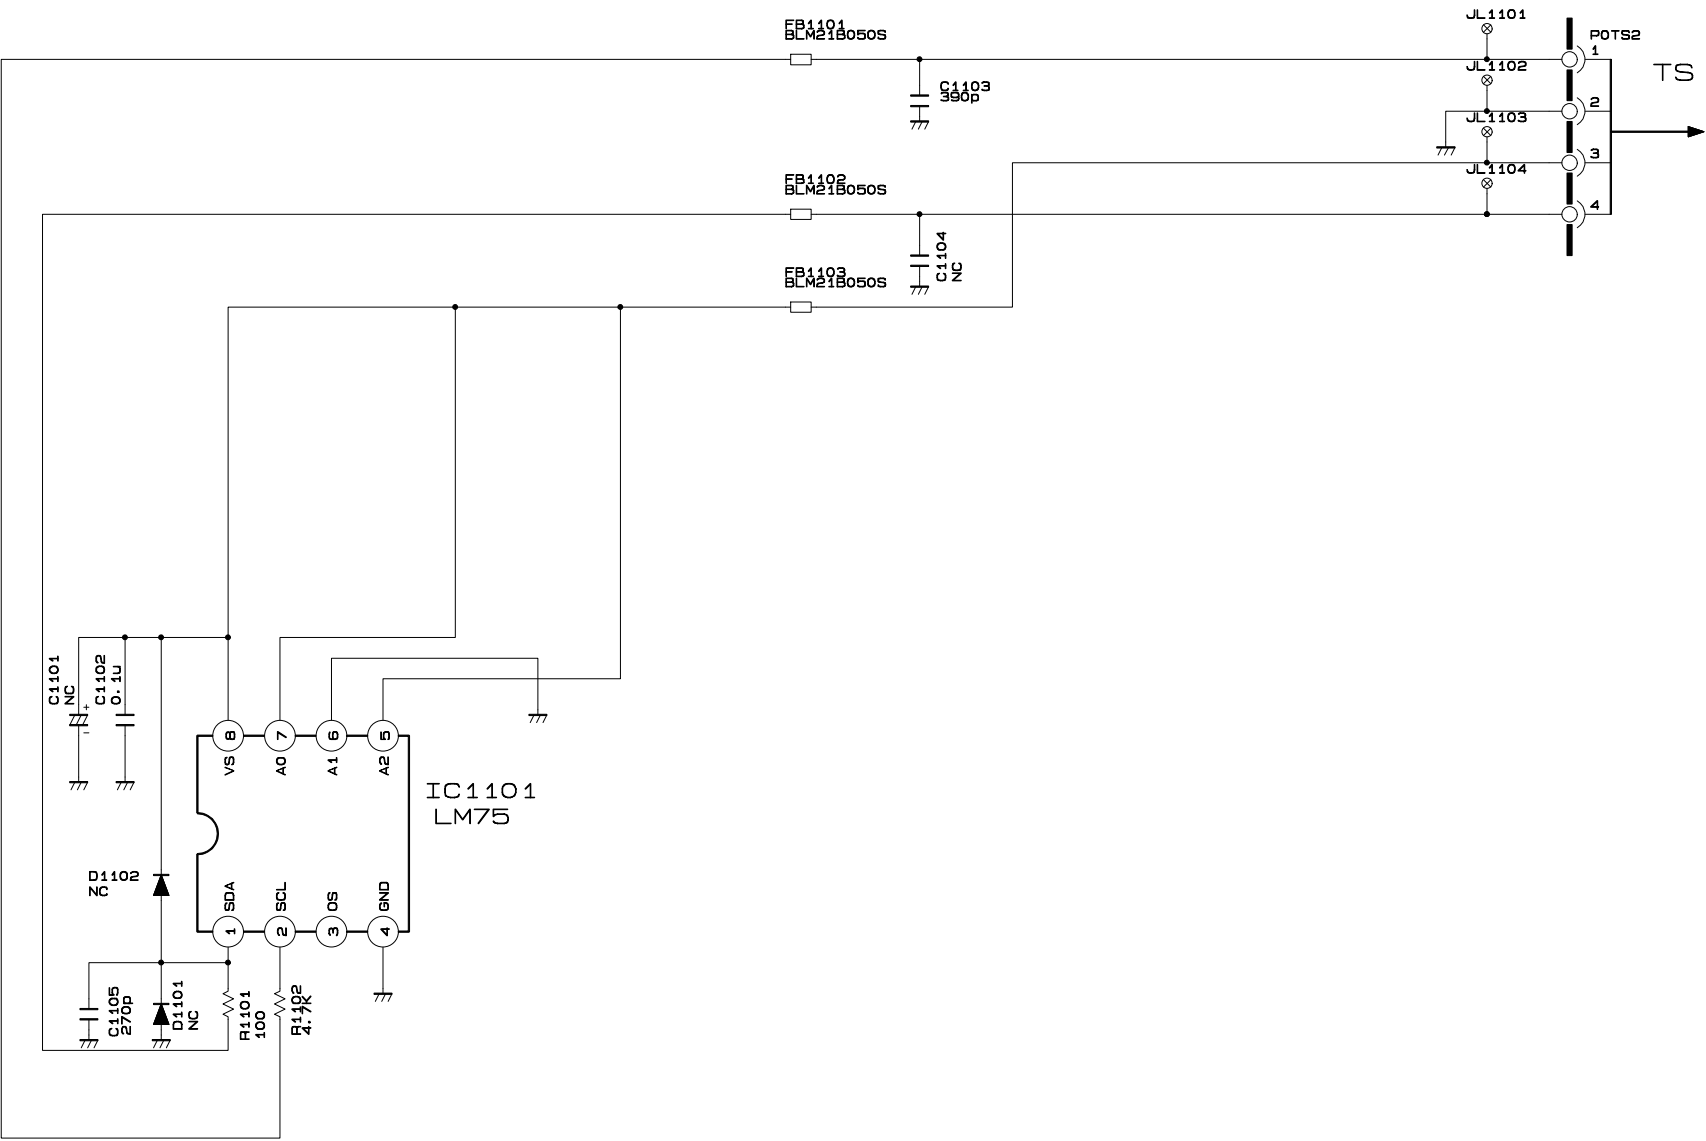 FB1101
BLM21B050S
JL1101
POTS2
1
TS
JL1102
C1103
390p
2
JL1103
3
JL1104
FB1102
BLM21B050S
4
C1104
NC
FB1103
BLM21B050S
C1101
NC
+
-
C1102
0.1u
8
7
6
5
VS
A0
A1
A2
IC1101
LM75
D1102
NC
SDA
SCL
OS
GND
1
2
3
4
C1105
270p
D1101
NC
R1101
100
R1102
4.7K